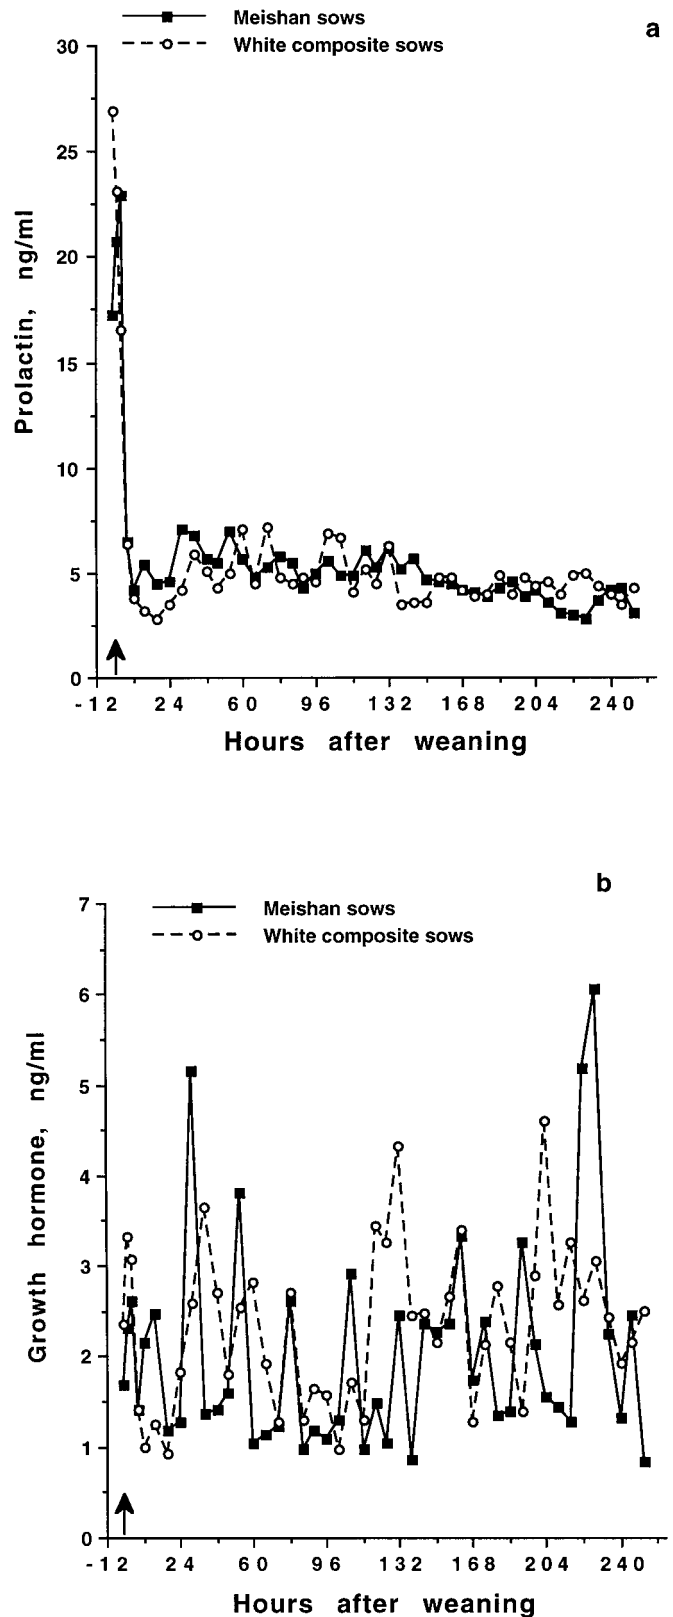 Meishan sows
a
White composite sows
30
25
20
15
10
5
0
Prolactin, ng/ml
-12 24 60 96 132 168 204 240
Hours after weaning
b
7
Meishan sows
White composite sows
6
5
4
3
2
1
0
Growth hormone, ng/ml
-12 24 60 96 132 168 204 240
Hours after weaning